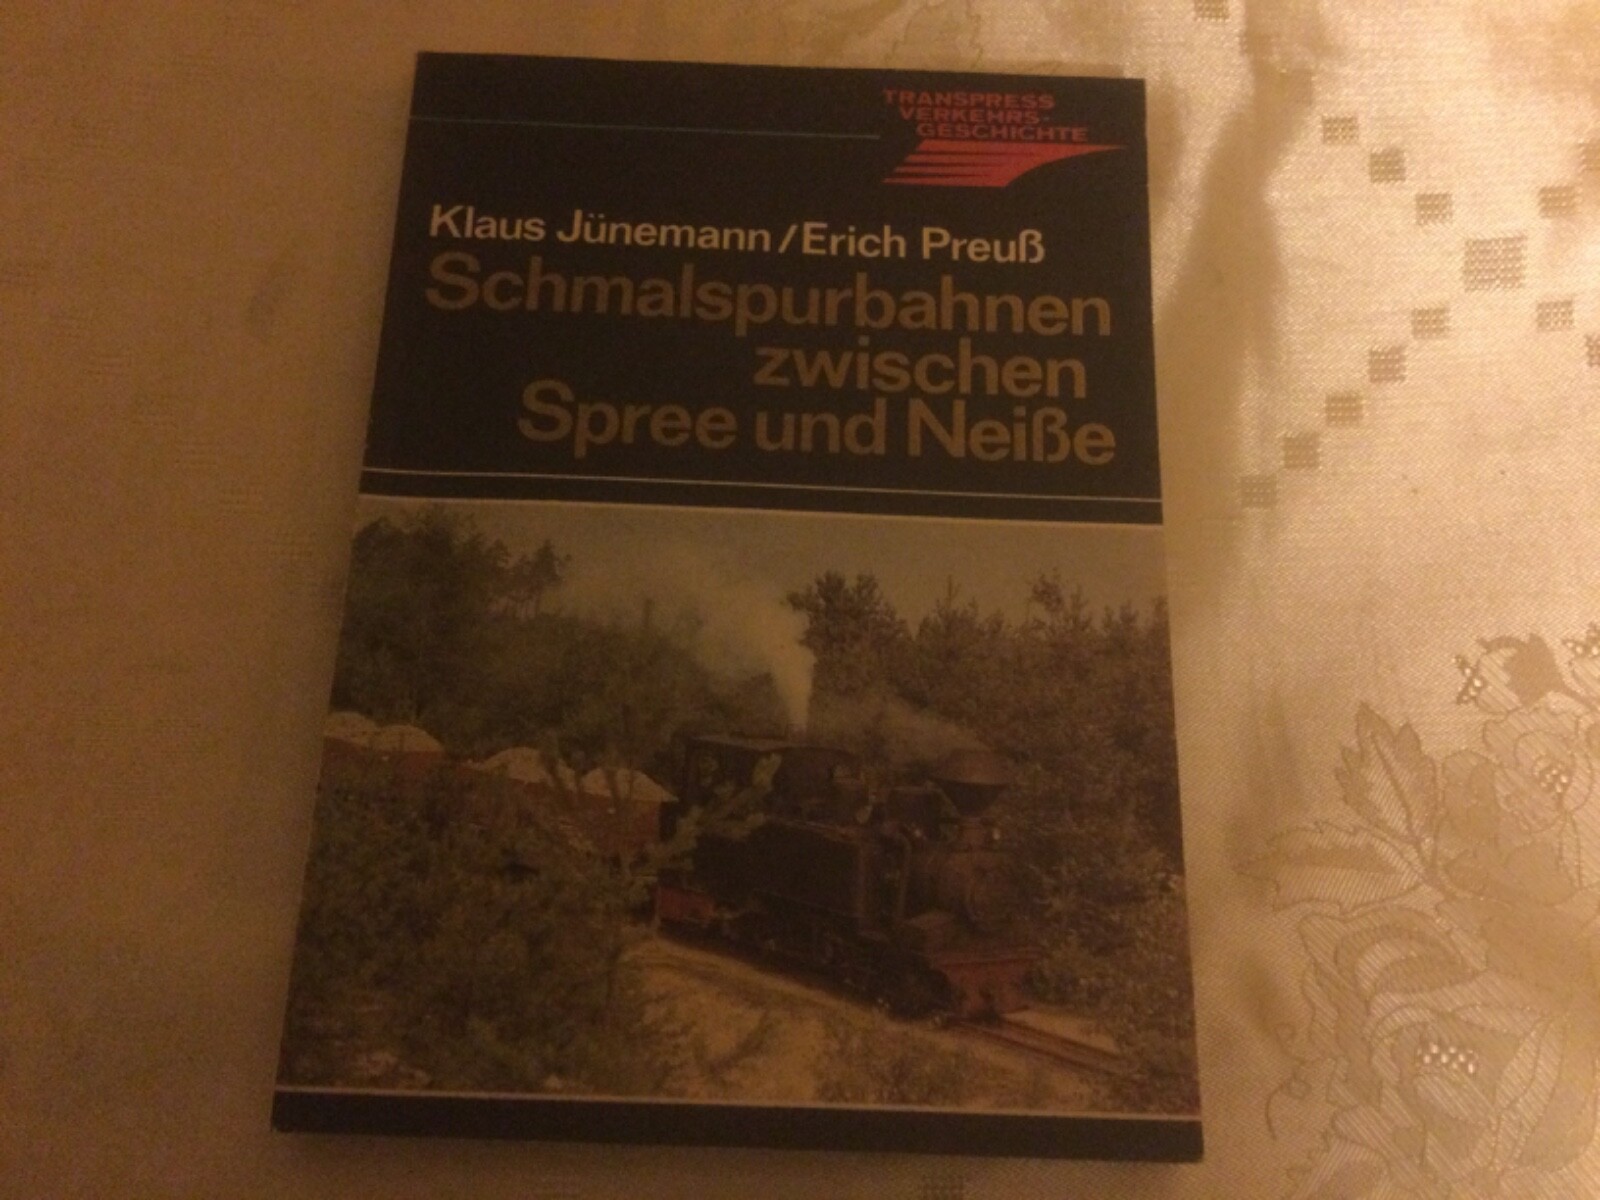 TRANSPRESS
VERKEHRS-
GESCHICHTE
Klaus Jünemann/Erich Preuß
Schmalspurbahnen
zwischen
Spree und Neiße